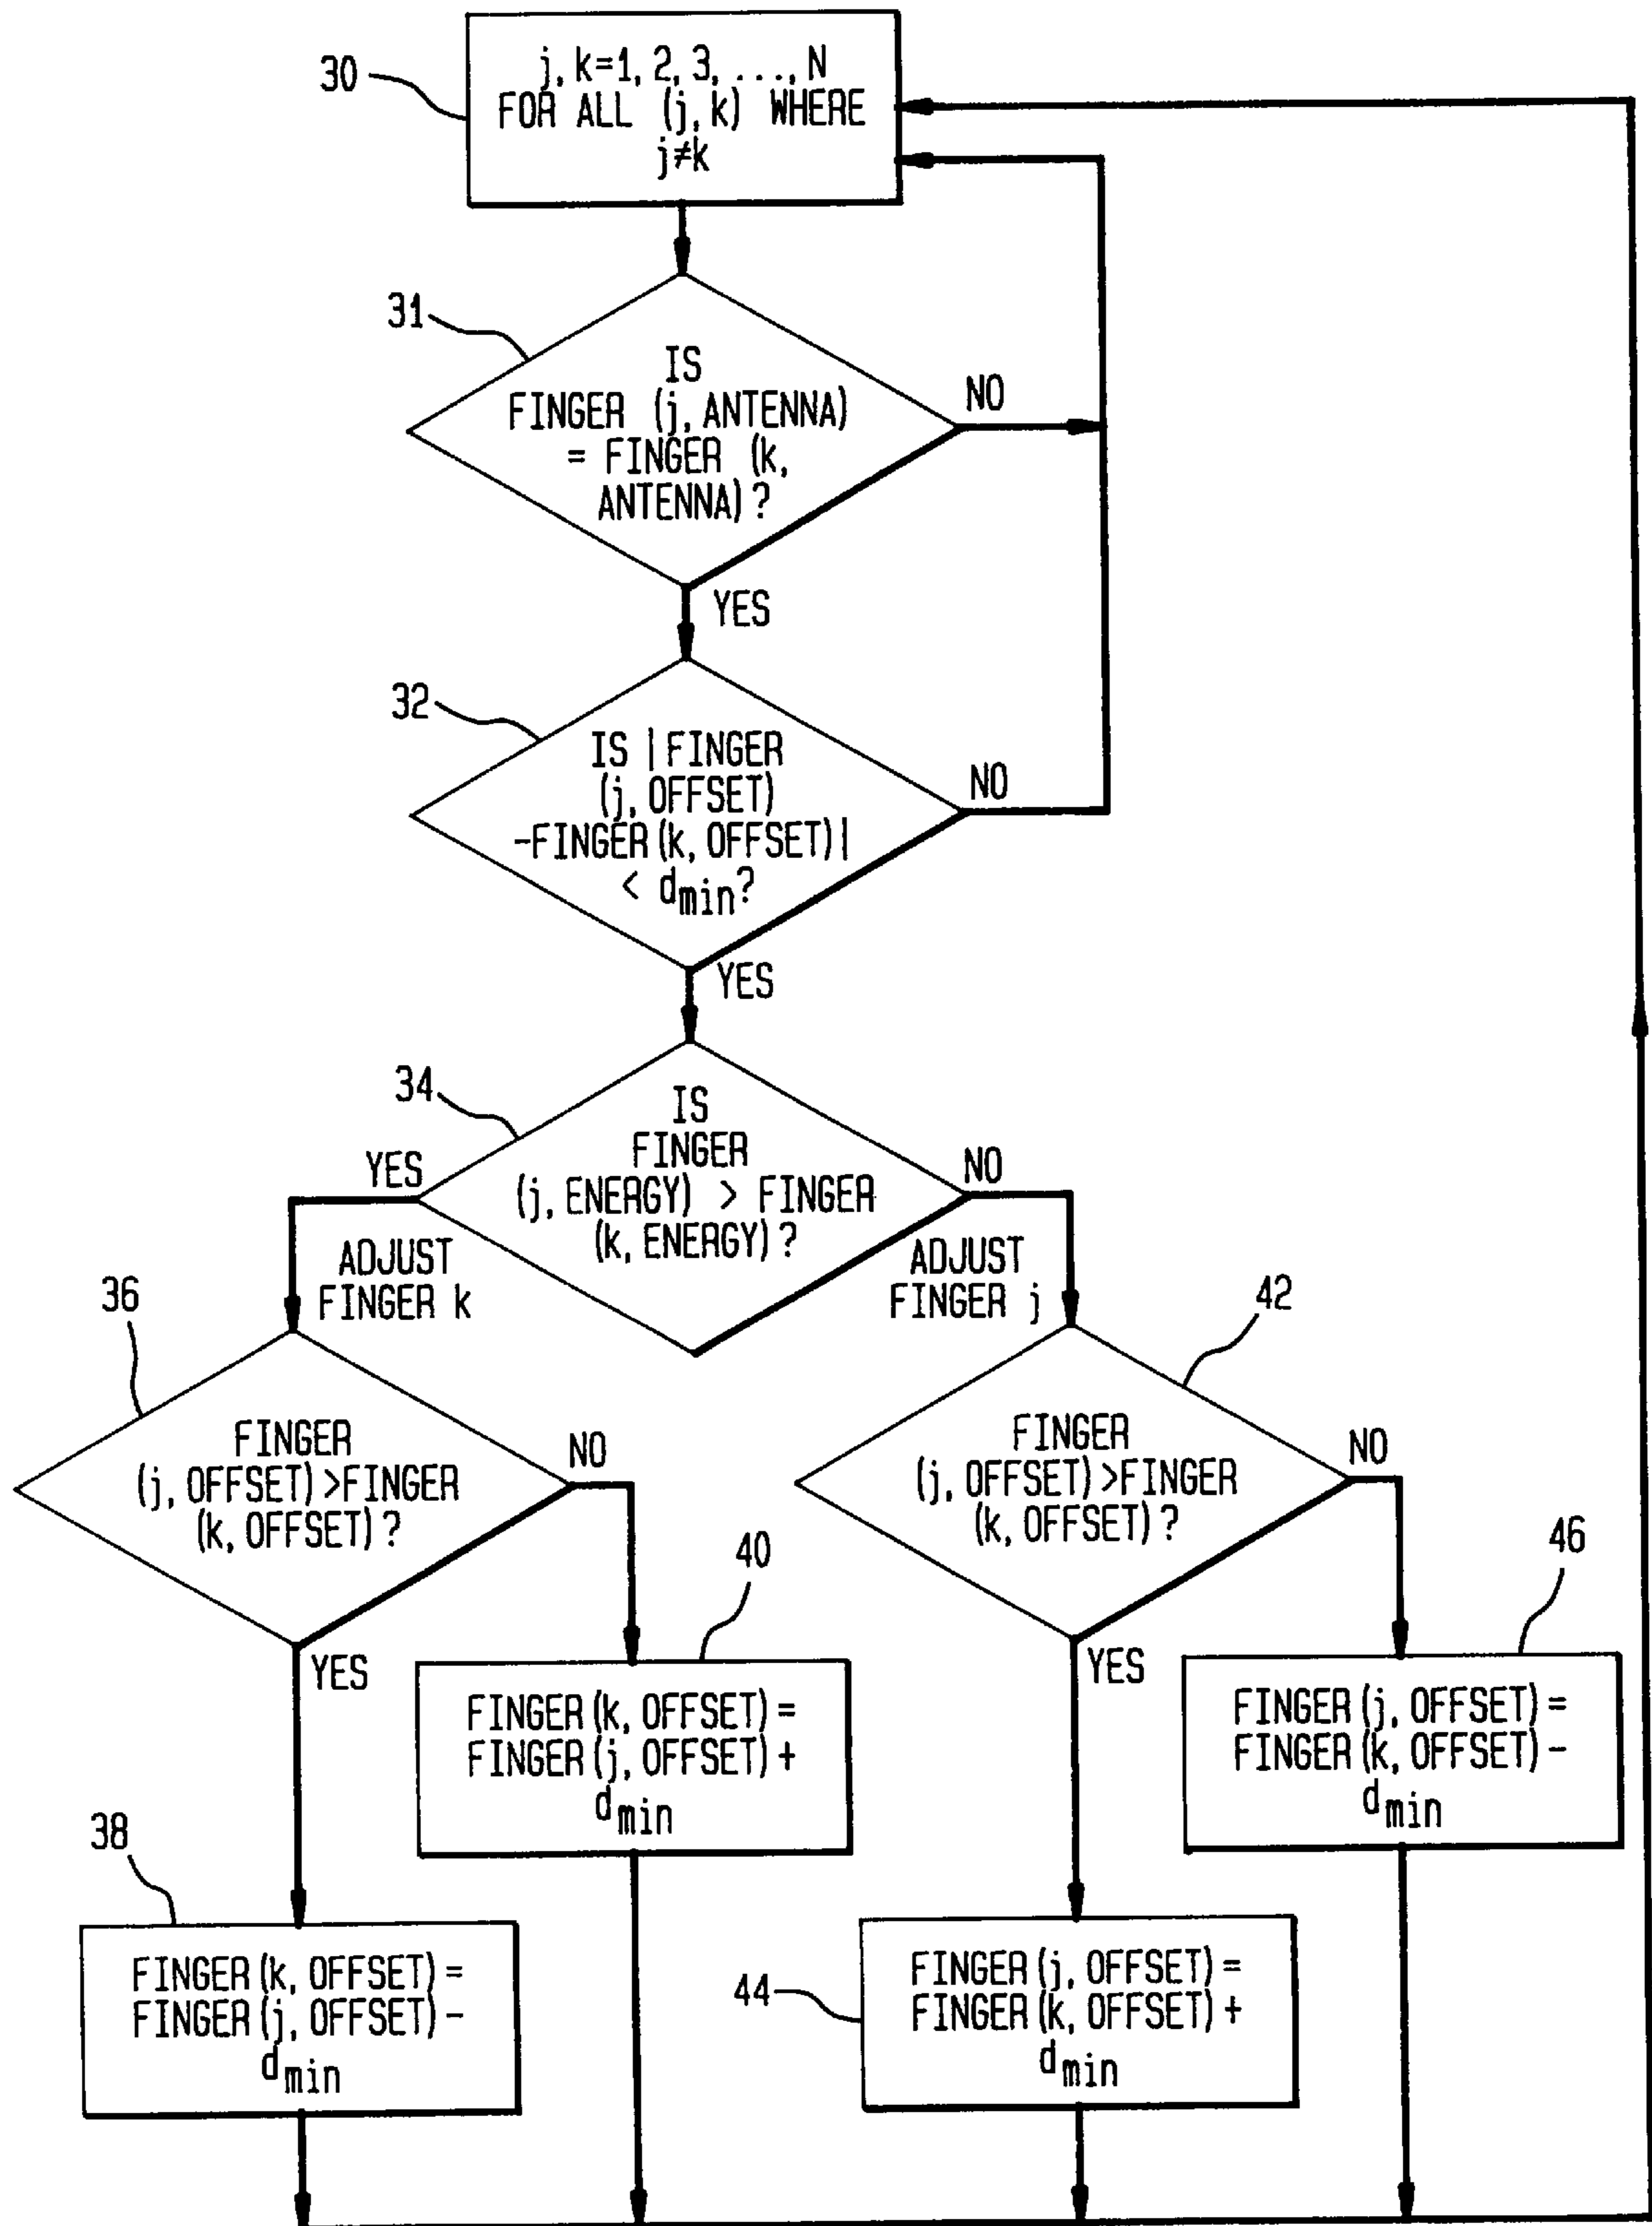 30
j, k=1, 2, 3, ..., N
FOR ALL (j, k) WHERE
j≠k
31
IS
FINGER (j, ANTENNA)
= FINGER (k,
ANTENNA)?
NO
YES
32
IS |FINGER
(j, OFFSET)
-FINGER(k, OFFSET)|
< dmin?
NO
YES
34
IS
FINGER
(j, ENERGY) > FINGER
(k, ENERGY)?
YES
NO
ADJUST
FINGER k
ADJUST
FINGER j
36
FINGER
(j, OFFSET)>FINGER
(k, OFFSET)?
NO
YES
42
FINGER
(j, OFFSET)>FINGER
(k, OFFSET)?
NO
YES
40
FINGER(k, OFFSET)=
FINGER(j, OFFSET)+
dmin
46
FINGER(j, OFFSET)=
FINGER(k, OFFSET)-
dmin
38
FINGER(k, OFFSET)=
FINGER(j, OFFSET)-
dmin
44
FINGER(j, OFFSET)=
FINGER(k, OFFSET)+
dmin